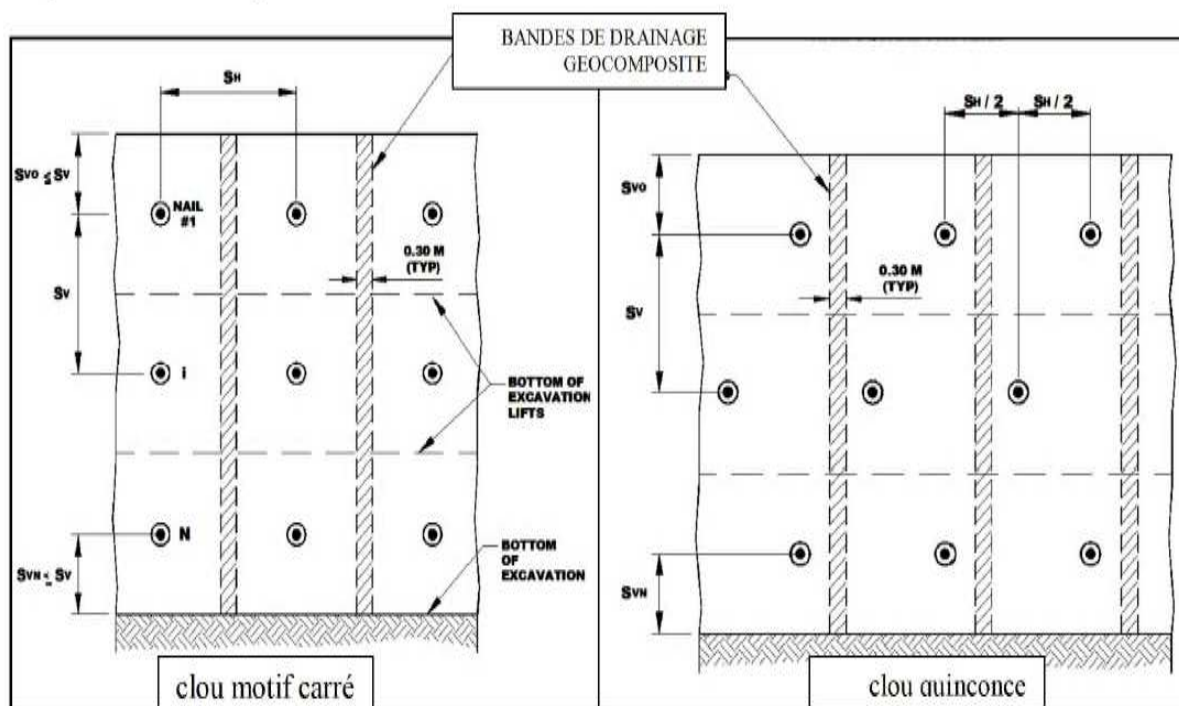 BANDES DE DRAINAGE
GEOCOMPOSITE
SH
SVO ≤ SV
NAIL
#1
0.30 M
(TYP)
SV
i
BOTTOM OF
EXCAVATION
LIFTS
N
SVN ≤ SV
BOTTOM
OF
EXCAVATION
clou motif carré
SH / 2
SH / 2
SVO
0.30 M
(TYP)
SV
SVN
clou quinconce